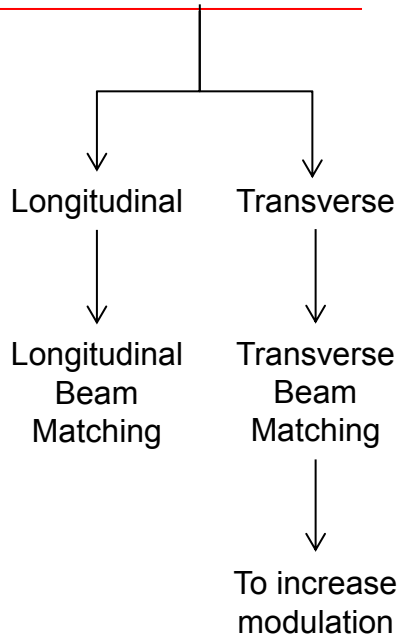 Longitudinal
Transverse
Longitudinal
Beam
Matching
Transverse
Beam
Matching
To increase
modulation